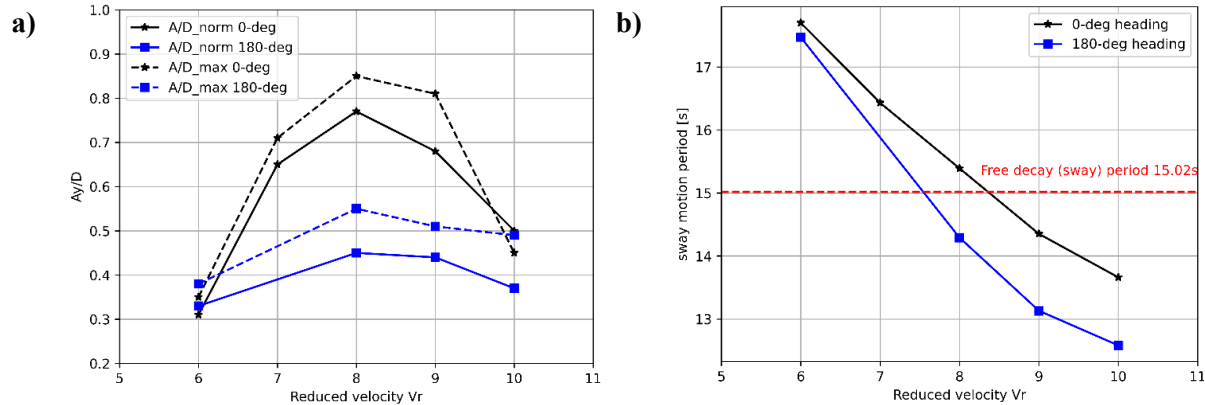 a)
1.0
0.9
0.8
0.7
0.6
0.5
0.4
0.3
0.2
Ay/D
A/D_norm 0-deg
A/D_norm 180-deg
A/D_max 0-deg
A/D_max 180-deg
5 6 7 8 9 10 11
Reduced velocity Vr
b)
17
16
15
14
13
sway motion period [s]
0-deg heading
180-deg heading
Free decay (sway) period 15.02s
5 6 7 8 9 10 11
Reduced velocity Vr